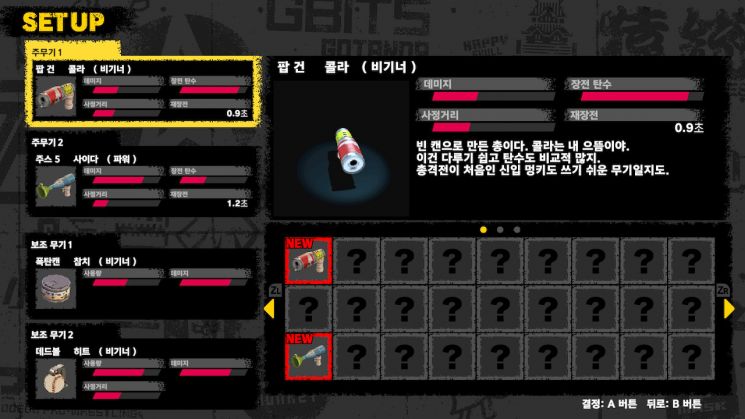 SETUP
GBITS
GOTANDA
HAPPY
주무기 1
팝 건 콜라 (비기너)
데미지
장전 탄수
사정거리
재장전
0.9초
주무기 2
주스 5 사이다 (파워)
데미지
장전 탄수
사정거리
재장전
1.2초
보조 무기 1
폭탄캔 참치 (비기너)
사용량
데미지
보조 무기 2
데드볼 히트 (비기너)
사용량
데미지
사정거리
팝 건 콜라 (비기너)
데미지
장전 탄수
사정거리
재장전
0.9초
빈 캔으로 만든 총이다. 콜라는 내 으뜸이야.
이건 다루기 쉽고 탄수도 비교적 많지.
총격전이 처음인 신입 멍키도 쓰기 쉬운 무기일지도.
NEW ? ? ? ? ? ? ? ?
ZL ? ? ? ? ? ? ? ? ? ZR
NEW ? ? ? ? ? ? ? ?
결정: A 버튼 뒤로: B 버튼